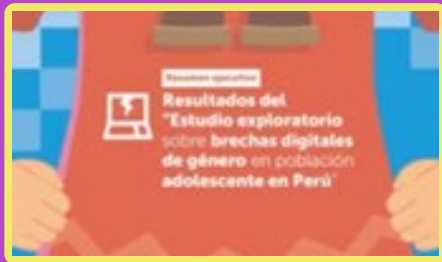 Resumen ejecutivo
Resultados del
"Estudio exploratorio
sobre brechas digitales
de género en población
adolescente en Perú"